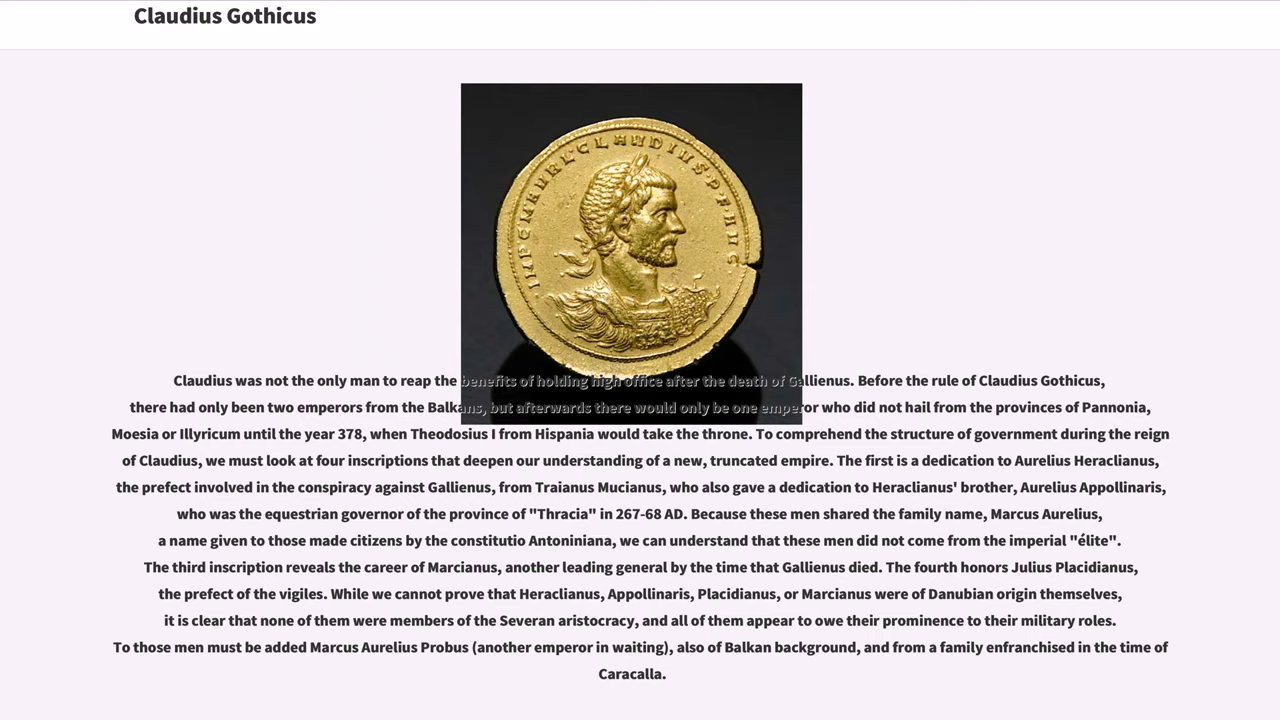 Claudius Gothicus
IMP C M AVRL CLAVDIVS P F AVG
Claudius was not the only man to reap the benefits of holding high office after the death of Gallienus. Before the rule of Claudius Gothicus,
there had only been two emperors from the Balkans, but afterwards there would only be one emperor who did not hail from the provinces of Pannonia,
Moesia or Illyricum until the year 378, when Theodosius I from Hispania would take the throne. To comprehend the structure of government during the reign
of Claudius, we must look at four inscriptions that deepen our understanding of a new, truncated empire. The first is a dedication to Aurelius Heraclianus,
the prefect involved in the conspiracy against Gallienus, from Traianus Mucianus, who also gave a dedication to Heraclianus' brother, Aurelius Appollinaris,
who was the equestrian governor of the province of "Thracia" in 267-68 AD. Because these men shared the family name, Marcus Aurelius,
a name given to those made citizens by the constitutio Antoniniana, we can understand that these men did not come from the imperial "élite".
The third inscription reveals the career of Marcianus, another leading general by the time that Gallienus died. The fourth honors Julius Placidianus,
the prefect of the vigiles. While we cannot prove that Heraclianus, Appollinaris, Placidianus, or Marcianus were of Danubian origin themselves,
it is clear that none of them were members of the Severan aristocracy, and all of them appear to owe their prominence to their military roles.
To those men must be added Marcus Aurelius Probus (another emperor in waiting), also of Balkan background, and from a family enfranchised in the time of
Caracalla.